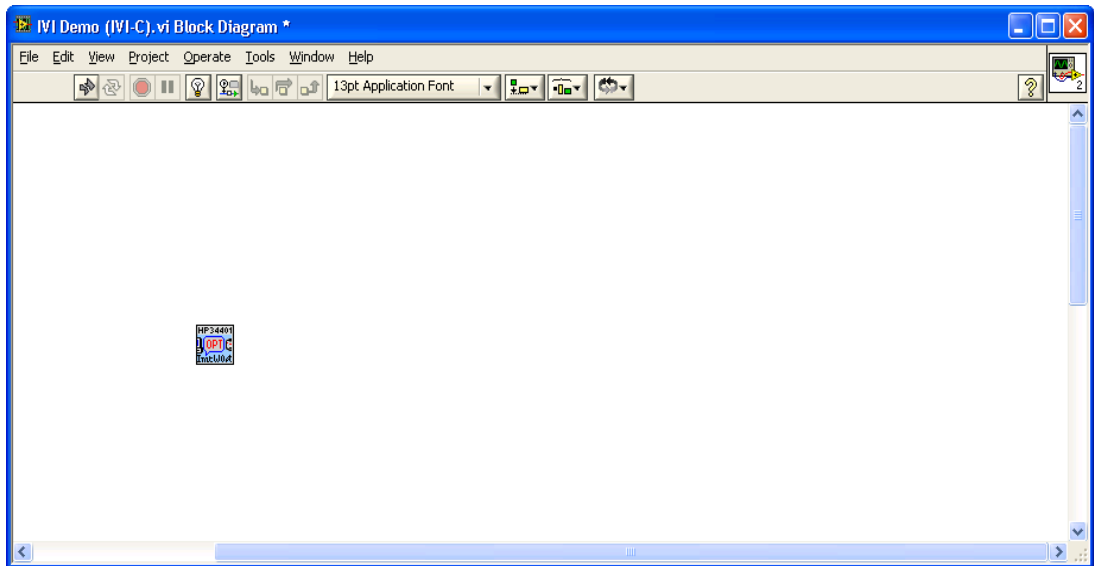 IVI Demo (IVI-C).vi Block Diagram *
File Edit View Project Operate Tools Window Help
13pt Application Font
2
HP34401
OPT